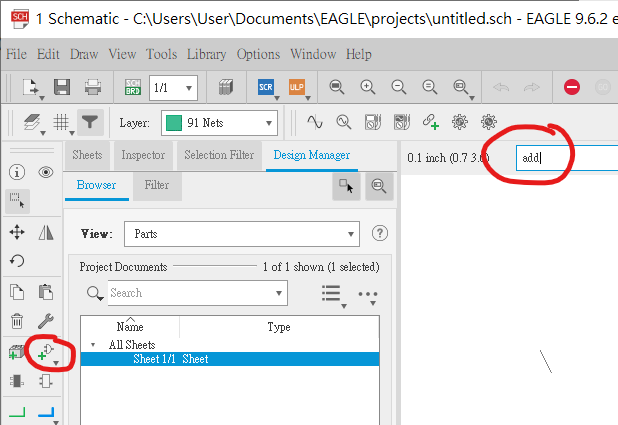 1 Schematic - C:\Users\User\Documents\EAGLE\projects\untitled.sch - EAGLE 9.6.2 e
File Edit Draw View Tools Library Options Window Help
SCH BRD 1/1 SCR ULP
Layer: 91 Nets
Sheets Inspector Selection Filter Design Manager 0.1 inch (0.7 3.6) add
Browser Filter
View: Parts
Project Documents 1 of 1 shown (1 selected)
Search
Name Type
All Sheets
Sheet 1/1 Sheet